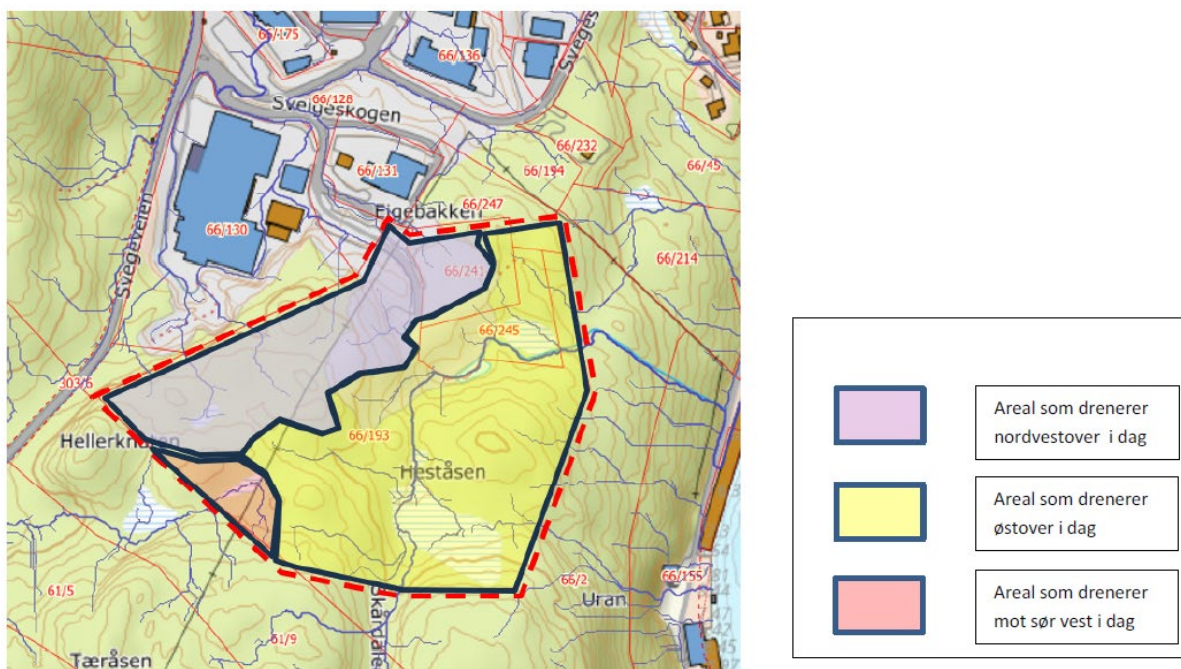 66/175
66/136
Svelgeskogen
66/128
66/232
66/131
66/194
66/45
66/247
Eigebakken
66/130
66/214
Svegeveien
66/241
66/245
303/6
Hellerknuten
66/193
Heståsen
61/5
66/2
66/155
Uran
61/9
Tæråsen
Areal som drenerer
nordvestover i dag
Areal som drenerer
østover i dag
Areal som drenerer
mot sør vest i dag